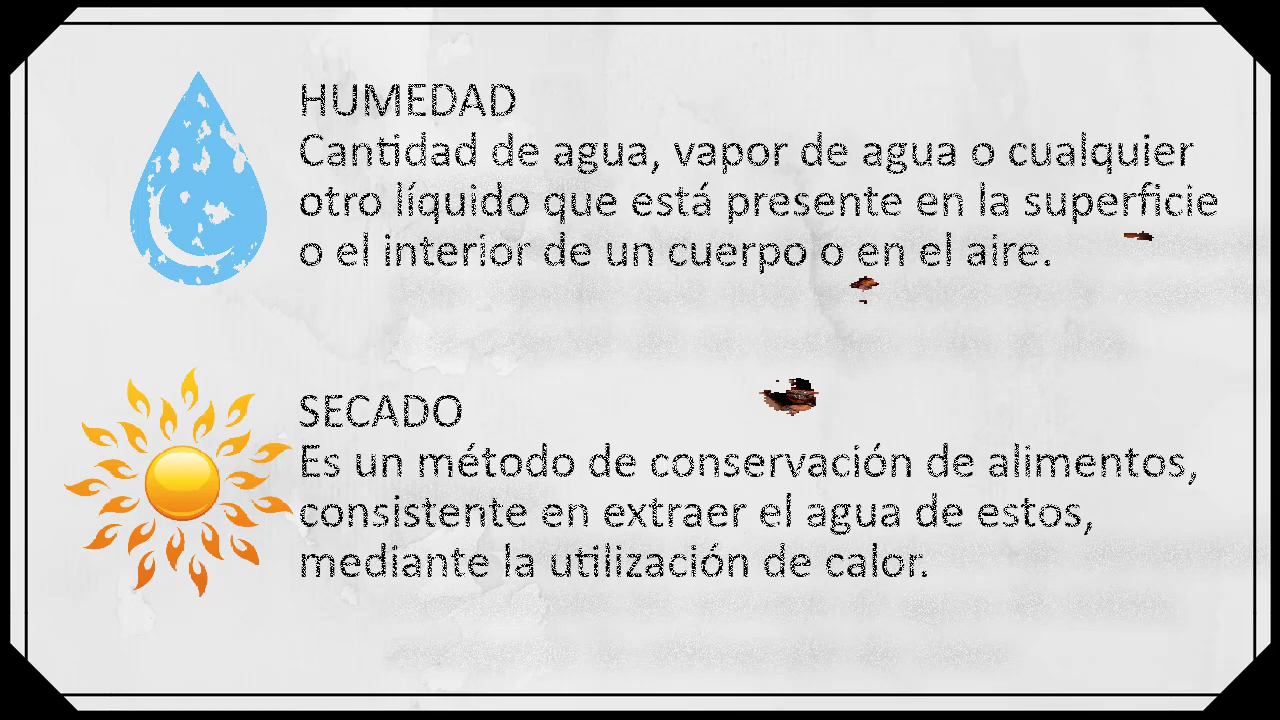 HUMEDAD
Cantidad de agua, vapor de agua o cualquier
otro líquido que está presente en la superficie
o el interior de un cuerpo o en el aire.
SECADO
Es un método de conservación de alimentos,
consistente en extraer el agua de estos,
mediante la utilización de calor.